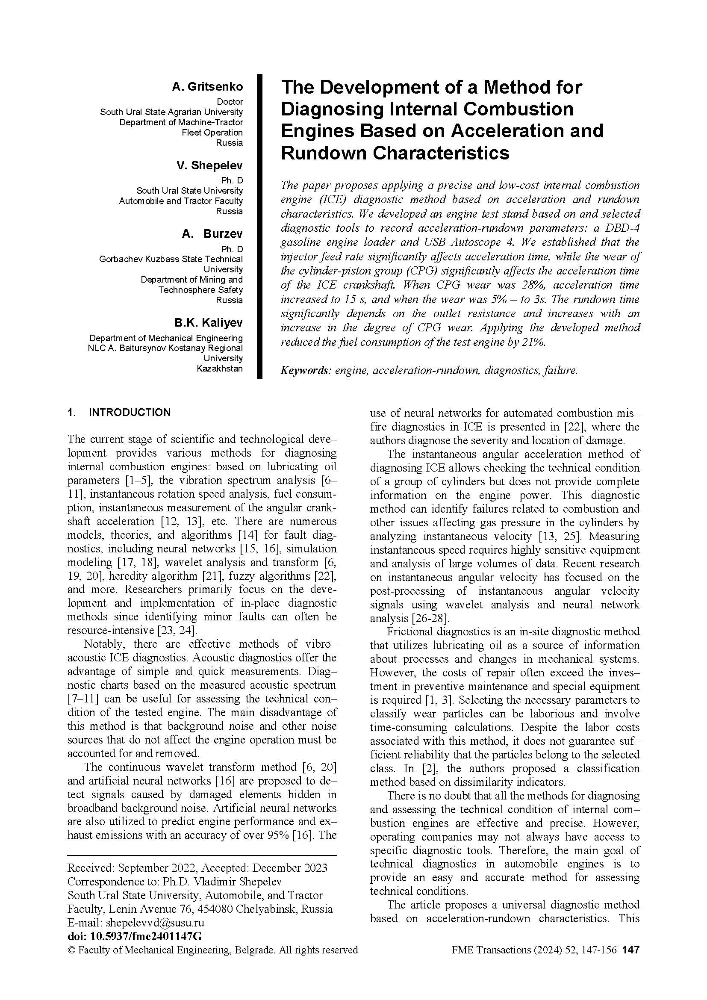 A. Gritsenko
Doctor
South Ural State Agrarian University
Department of Machine-Tractor
Fleet Operation
Russia
V. Shepelev
Ph. D
South Ural State University
Automobile and Tractor Faculty
Russia
A. Burzev
Ph. D
Gorbachev Kuzbass State Technical
University
Department of Mining and
Technosphere Safety
Russia
B.K. Kaliyev
Department of Mechanical Engineering
NLC A. Baitursynov Kostanay Regional
University
Kazakhstan
The Development of a Method for
Diagnosing Internal Combustion
Engines Based on Acceleration and
Rundown Characteristics
The paper proposes applying a precise and low-cost internal combustion
engine (ICE) diagnostic method based on acceleration and rundown
characteristics. We developed an engine test stand based on and selected
diagnostic tools to record acceleration-rundown parameters: a DBD-4
gasoline engine loader and USB Autoscope 4. We established that the
injector feed rate significantly affects acceleration time, while the wear of
the cylinder-piston group (CPG) significantly affects the acceleration time
of the ICE crankshaft. When CPG wear was 28%, acceleration time
increased to 15 s, and when the wear was 5% – to 3s. The rundown time
significantly depends on the outlet resistance and increases with an
increase in the degree of CPG wear. Applying the developed method
reduced the fuel consumption of the test engine by 21%.
Keywords: engine, acceleration-rundown, diagnostics, failure.
1. INTRODUCTION
The current stage of scientific and technological deve–
lopment provides various methods for diagnosing
internal combustion engines: based on lubricating oil
parameters [1–5], the vibration spectrum analysis [6–
11], instantaneous rotation speed analysis, fuel consum-
ption, instantaneous measurement of the angular crank-
shaft acceleration [12, 13], etc. There are numerous
models, theories, and algorithms [14] for fault diag-
nostics, including neural networks [15, 16], simulation
modeling [17, 18], wavelet analysis and transform [6,
19, 20], heredity algorithm [21], fuzzy algorithms [22],
and more. Researchers primarily focus on the deve-
lopment and implementation of in-place diagnostic
methods since identifying minor faults can often be
resource-intensive [23, 24].
Notably, there are effective methods of vibro–
acoustic ICE diagnostics. Acoustic diagnostics offer the
advantage of simple and quick measurements. Diag–
nostic charts based on the measured acoustic spectrum
[7–11] can be useful for assessing the technical con–
dition of the tested engine. The main disadvantage of
this method is that background noise and other noise
sources that do not affect the engine operation must be
accounted for and removed.
The continuous wavelet transform method [6, 20]
and artificial neural networks [16] are proposed to de–
tect signals caused by damaged elements hidden in
broadband background noise. Artificial neural networks
are also utilized to predict engine performance and ex–
haust emissions with an accuracy of over 95% [16]. The
Received: September 2022, Accepted: December 2023
Correspondence to: Ph.D. Vladimir Shepelev
South Ural State University, Automobile, and Tractor
Faculty, Lenin Avenue 76, 454080 Chelyabinsk, Russia
E-mail: shepelevvd@susu.ru
doi: 10.5937/fme2401147G
© Faculty of Mechanical Engineering, Belgrade. All rights reserved
use of neural networks for automated combustion mis–
fire diagnostics in ICE is presented in [22], where the
authors diagnose the severity and location of damage.
The instantaneous angular acceleration method of
diagnosing ICE allows checking the technical condition
of a group of cylinders but does not provide complete
information on the engine power. This diagnostic
method can identify failures related to combustion and
other issues affecting gas pressure in the cylinders by
analyzing instantaneous velocity [13, 25]. Measuring
instantaneous speed requires highly sensitive equipment
and analysis of large volumes of data. Recent research
on instantaneous angular velocity has focused on the
post-processing of instantaneous angular velocity
signals using wavelet analysis and neural network
analysis [26-28].
Frictional diagnostics is an in-site diagnostic method
that utilizes lubricating oil as a source of information
about processes and changes in mechanical systems.
However, the costs of repair often exceed the inves–
tment in preventive maintenance and special equipment
is required [1, 3]. Selecting the necessary parameters to
classify wear particles can be laborious and involve
time-consuming calculations. Despite the labor costs
associated with this method, it does not guarantee suf–
ficient reliability that the particles belong to the selected
class. In [2], the authors proposed a classification
method based on dissimilarity indicators.
There is no doubt that all the methods for diagnosing
and assessing the technical condition of internal com–
bustion engines are effective and precise. However,
operating companies may not always have access to
specific diagnostic tools. Therefore, the main goal of
technical diagnostics in automobile engines is to
provide an easy and accurate method for assessing
technical conditions.
The article proposes a universal diagnostic method
based on acceleration-rundown characteristics. This
FME Transactions (2024) 52, 147-156 147